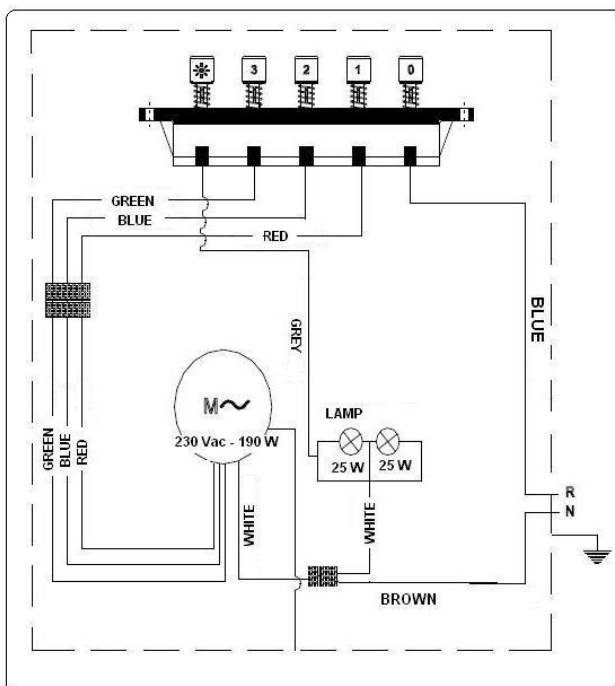 3 2 1 0
GREEN
BLUE
RED
GREY
BLUE
M
230 Vac - 190 W
LAMP
25 W 25 W
GREEN
BLUE
RED
WHITE
WHITE
R
N
BROWN